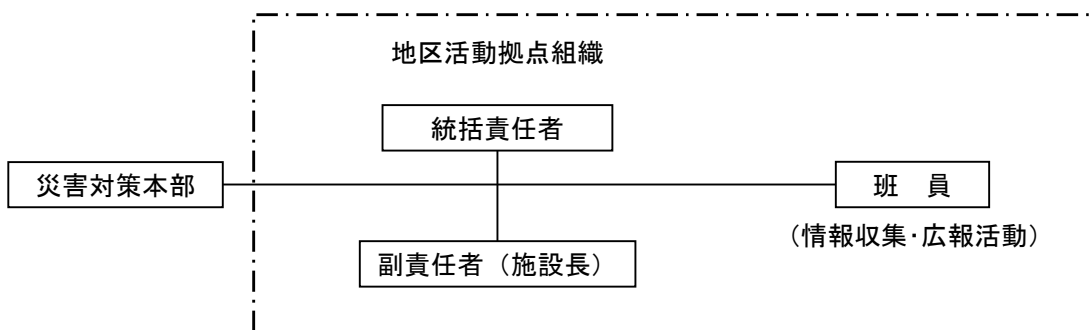 地区活動拠点組織
統括責任者
災害対策本部
班　員
（情報収集･広報活動）
副責任者（施設長）